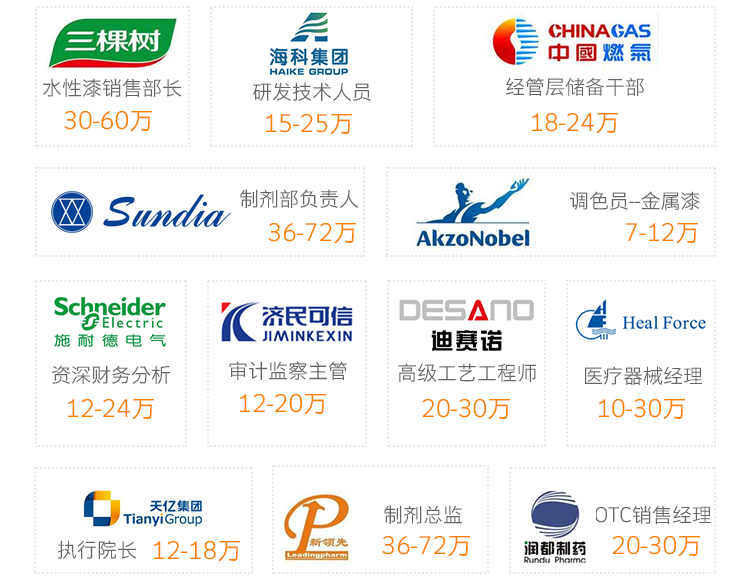 三棵树
水性漆销售部长
30-60万
海科集团
HAIKE GROUP
研发技术人员
15-25万
CHINAGAS
中國燃氣
经管层储备干部
18-24万
Sundia
制剂部负责人
36-72万
AkzoNobel
调色员--金属漆
7-12万
Schneider
Electric
施耐德电气
资深财务分析
12-24万
济民可信
JIMINKEXIN
审计监察主管
12-20万
DESANO
迪赛诺
高级工艺工程师
20-30万
Heal Force
医疗器械经理
10-30万
天亿集团
TianyiGroup
执行院长
12-18万
新领先
Leadingpharm
制剂总监
36-72万
润都制药
Rundu Pharma
OTC销售经理
20-30万